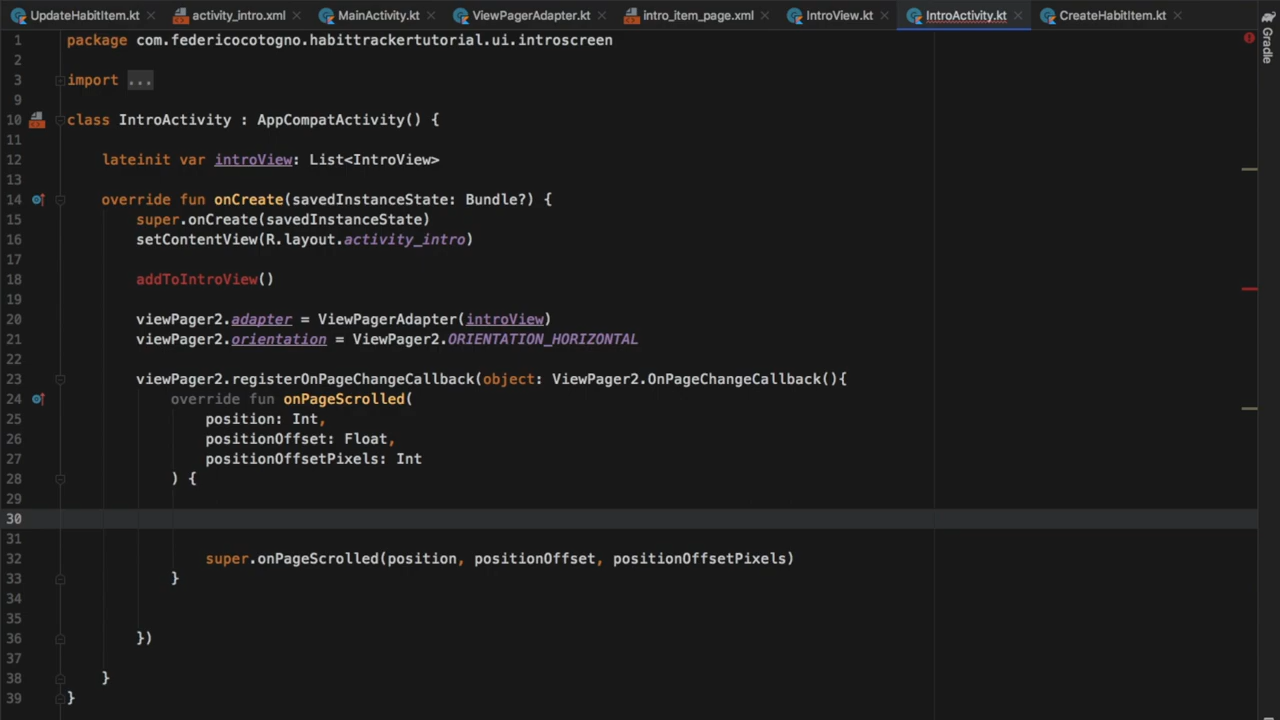 UpdateHabitItem.kt activity_intro.xml MainActivity.kt ViewPagerAdapter.kt intro_item_page.xml IntroView.kt IntroActivity.kt CreateHabitItem.kt
Gradle
1 package com.federicocotogno.habittrackertutorial.ui.introscreen
2
3 import ...
9
10 class IntroActivity : AppCompatActivity() {
11
12 lateinit var introView: List<IntroView>
13
14 override fun onCreate(savedInstanceState: Bundle?) {
15 super.onCreate(savedInstanceState)
16 setContentView(R.layout.activity_intro)
17
18 addToIntroView()
19
20 viewPager2.adapter = ViewPagerAdapter(introView)
21 viewPager2.orientation = ViewPager2.ORIENTATION_HORIZONTAL
22
23 viewPager2.registerOnPageChangeCallback(object: ViewPager2.OnPageChangeCallback(){
24 override fun onPageScrolled(
25 position: Int,
26 positionOffset: Float,
27 positionOffsetPixels: Int
28 ) {
29
30
31
32 super.onPageScrolled(position, positionOffset, positionOffsetPixels)
33 }
34
35
36 })
37
38 }
39 }